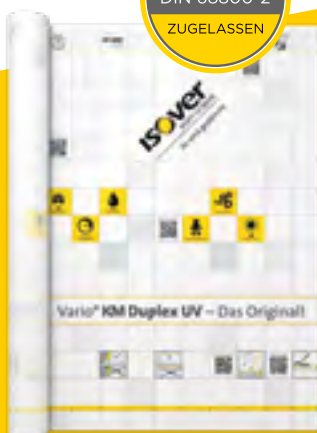 DIN 68800-2
ZUGELASSEN
isover
Vario® KM Duplex UV – Das Original!